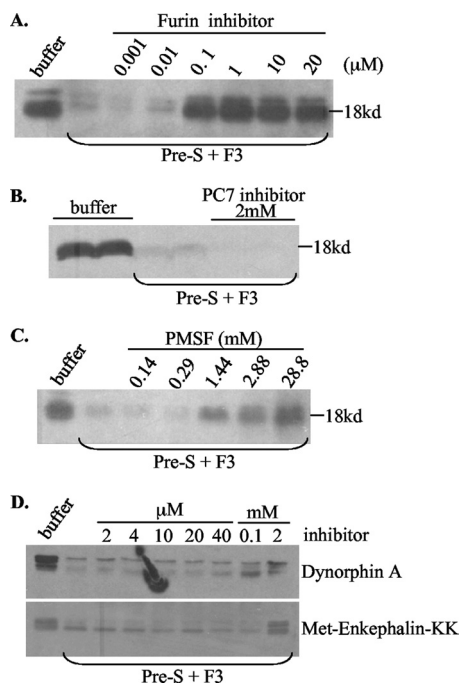 A.
Furin inhibitor
buffer 0.001 0.01 0.1 1 10 20 (μM)
18kd
Pre-S + F3
B.
buffer PC7 inhibitor
2mM
18kd
Pre-S + F3
C.
PMSF (mM)
buffer 0.14 0.29 1.44 2.88 28.8
18kd
Pre-S + F3
D.
buffer μM mM
2 4 10 20 40 0.1 2 inhibitor
Dynorphin A
Met-Enkephalin-KK
Pre-S + F3